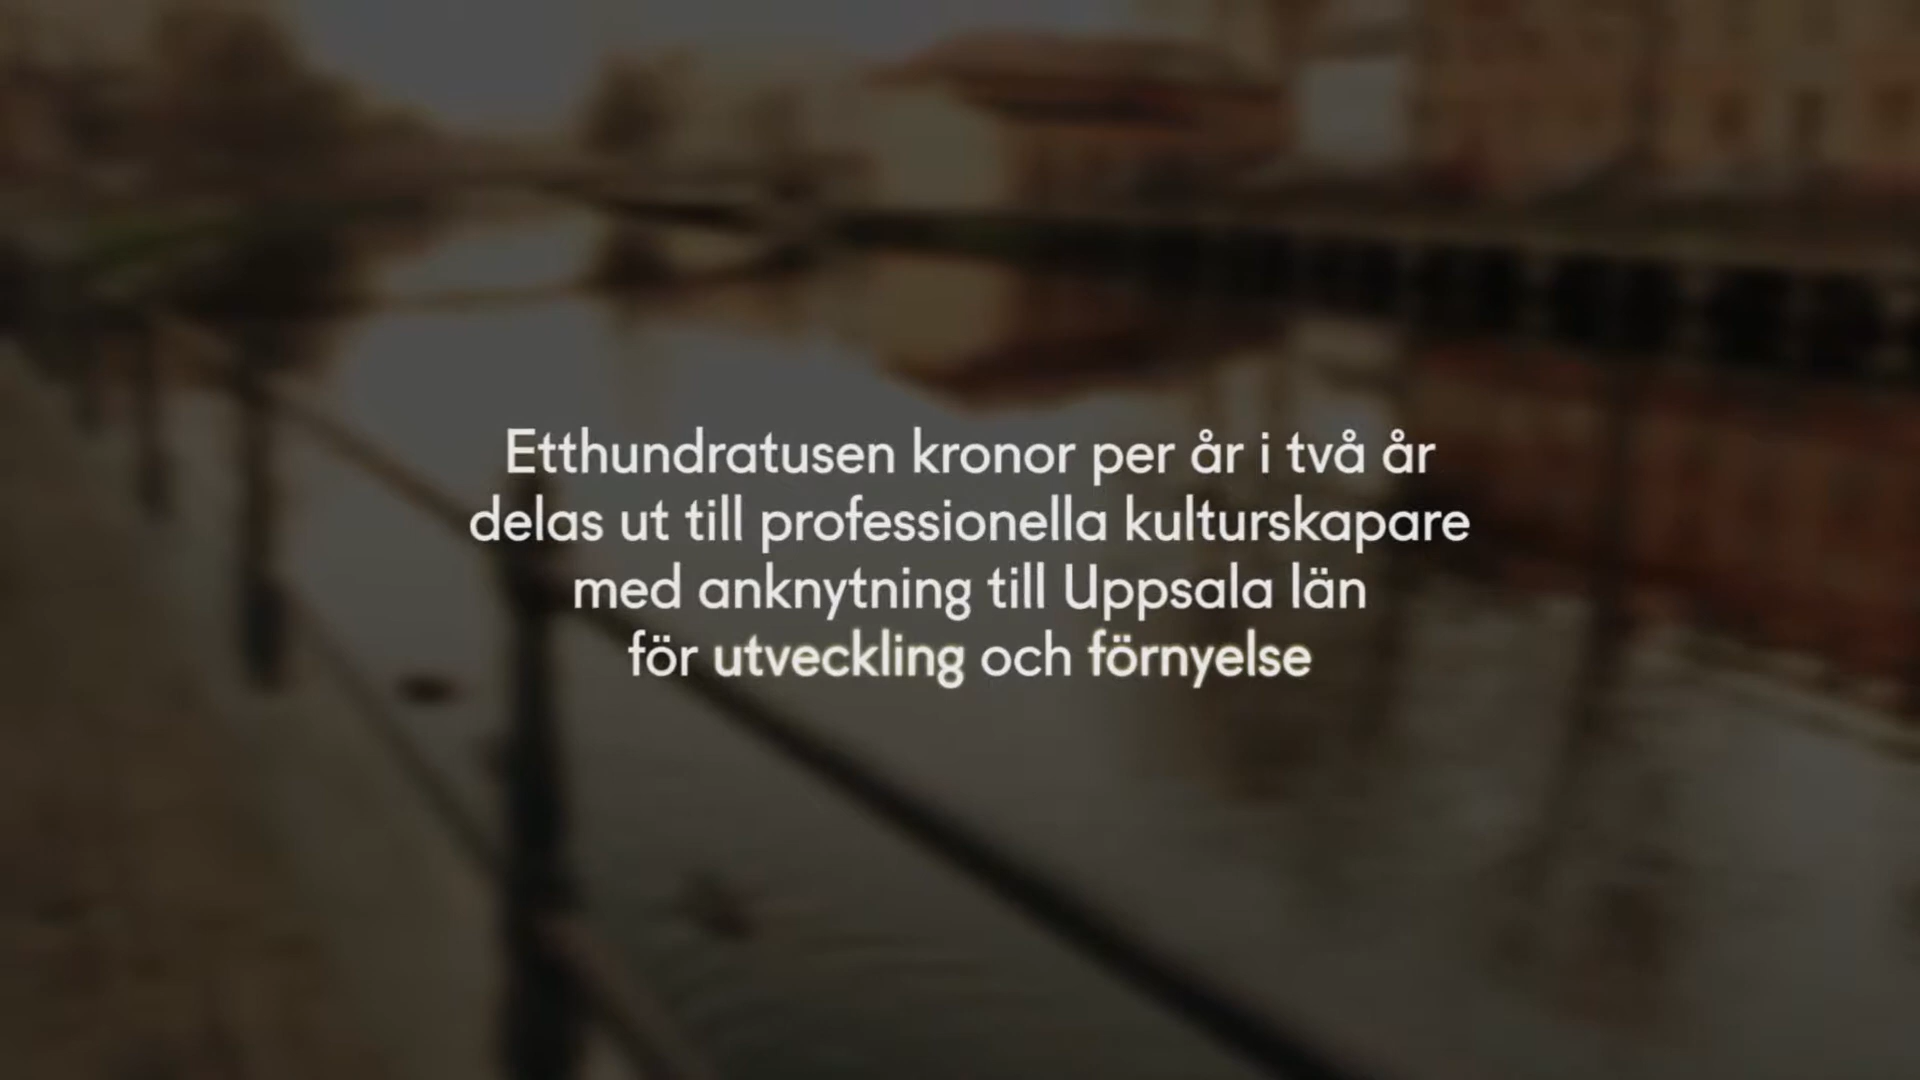 Etthundratusen kronor per år i två år
delas ut till professionella kulturskapare
med anknytning till Uppsala län
för utveckling och förnyelse